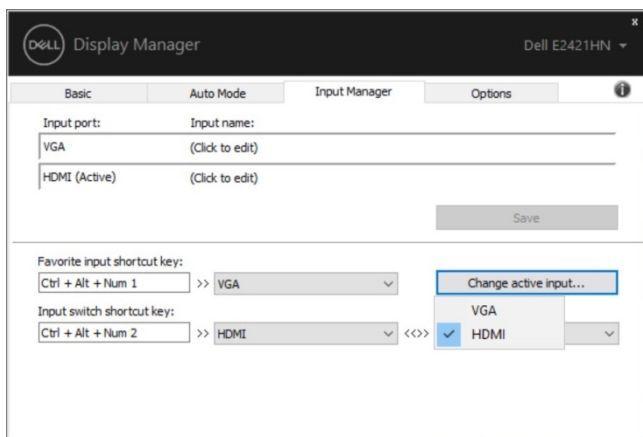 DELL Display Manager Dell E2421HN
x
Basic Auto Mode Input Manager Options i
Input port: Input name:
VGA (Click to edit)
HDMI (Active) (Click to edit)
Save
Favorite input shortcut key:
Ctrl + Alt + Num 1 >> VGA Change active input...
Input switch shortcut key:
VGA
Ctrl + Alt + Num 2 >> HDMI <<>> HDMI